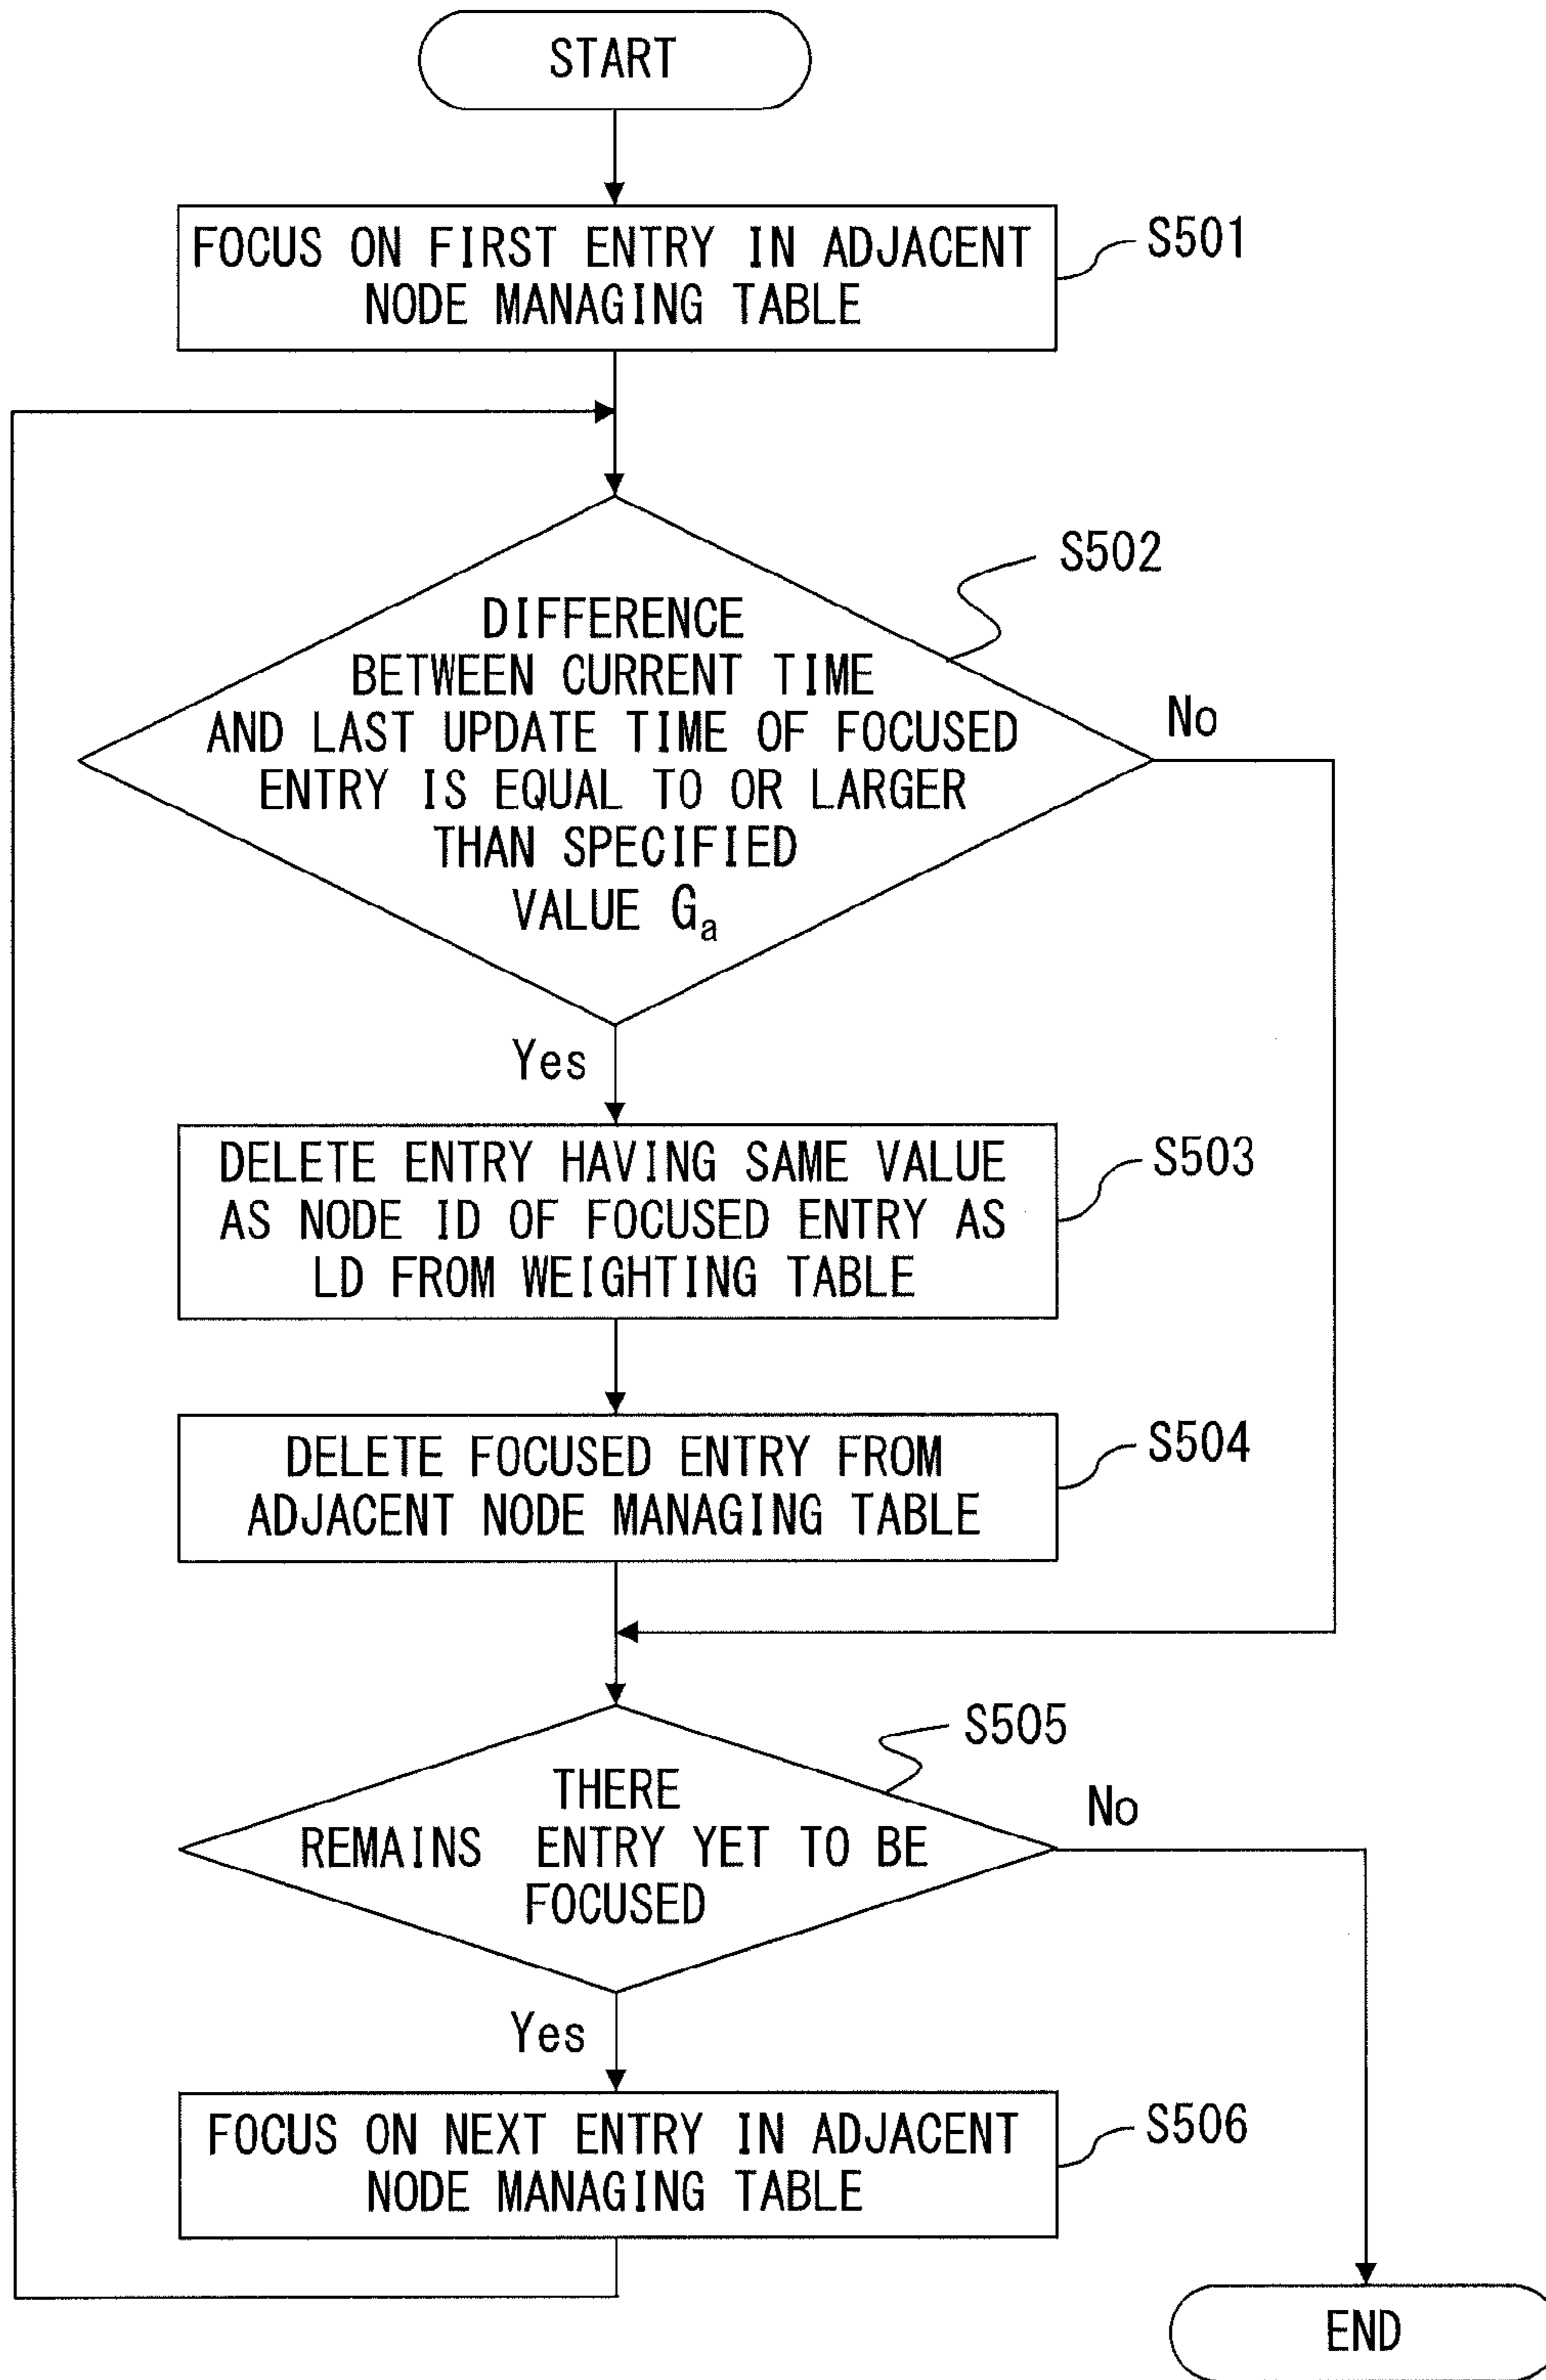 START
FOCUS ON FIRST ENTRY IN ADJACENT
NODE MANAGING TABLE
S501
S502
DIFFERENCE
BETWEEN CURRENT TIME
AND LAST UPDATE TIME OF FOCUSED
ENTRY IS EQUAL TO OR LARGER
THAN SPECIFIED
VALUE Ga
No
Yes
DELETE ENTRY HAVING SAME VALUE
AS NODE ID OF FOCUSED ENTRY AS
LD FROM WEIGHTING TABLE
S503
DELETE FOCUSED ENTRY FROM
ADJACENT NODE MANAGING TABLE
S504
S505
THERE
REMAINS ENTRY YET TO BE
FOCUSED
No
Yes
FOCUS ON NEXT ENTRY IN ADJACENT
NODE MANAGING TABLE
S506
END